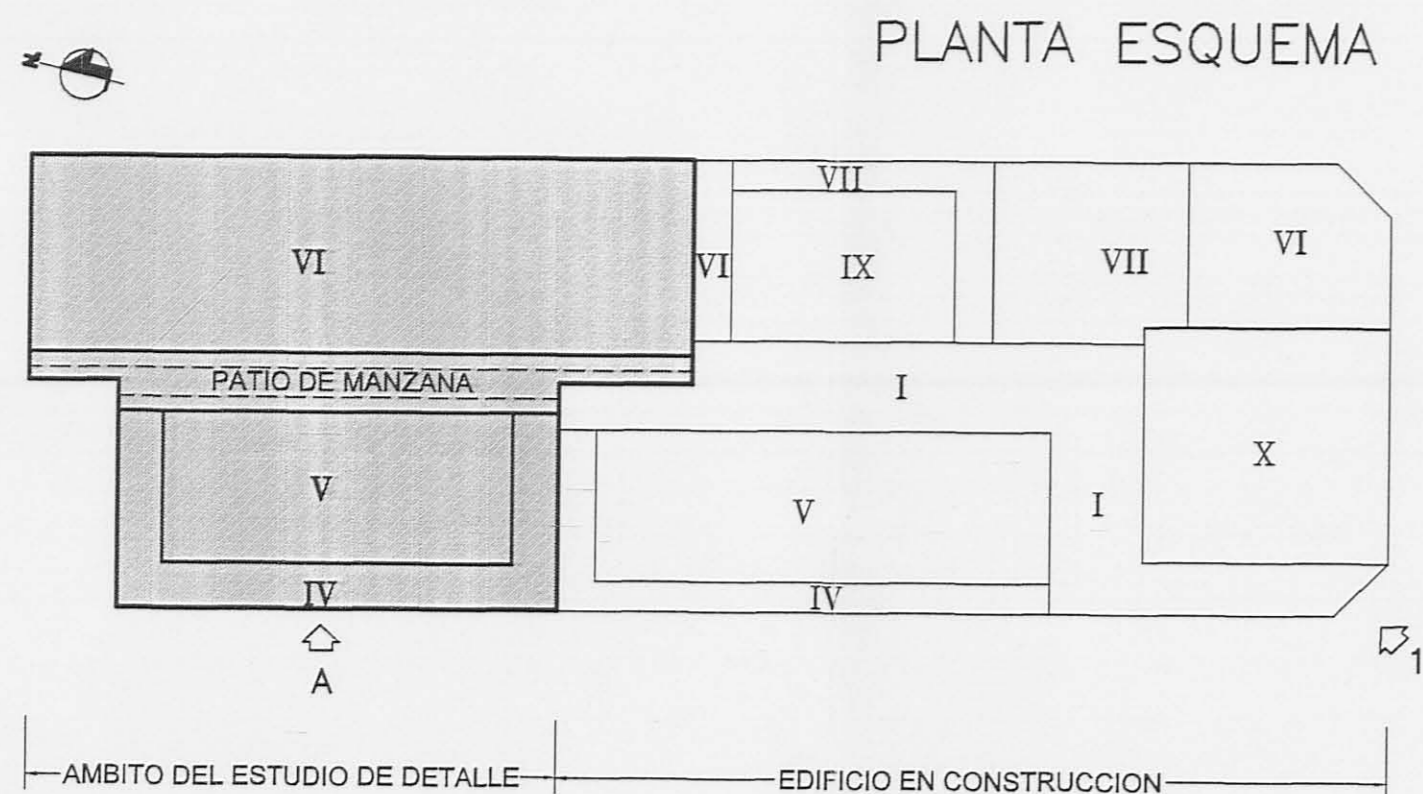 PLANTA ESQUEMA
N
VII
VI
VI
IX
VII
VI
PATIO DE MANZANA
I
V
V
I
X
IV
IV
A
1
AMBITO DEL ESTUDIO DE DETALLE
EDIFICIO EN CONSTRUCCION